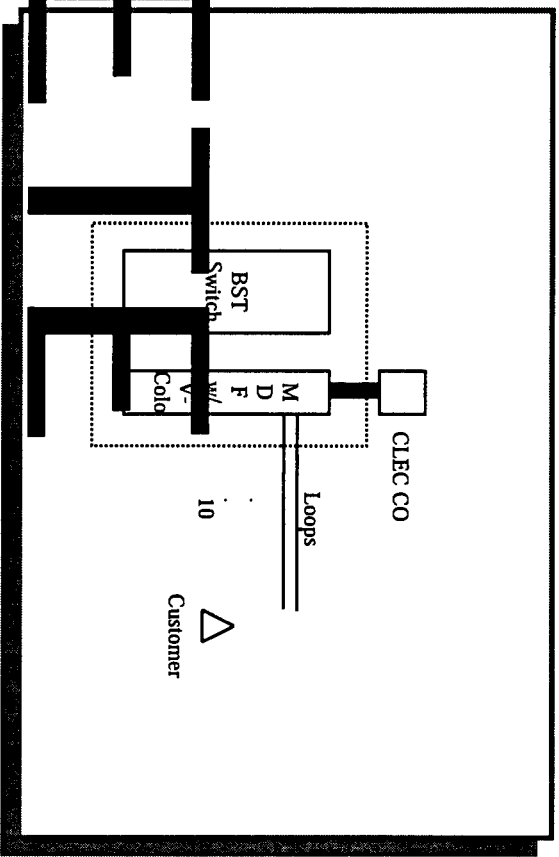 CLEC CO
Loops
BST
Switch
M
D
F
W/
V-
Colo
.
.
10
Customer